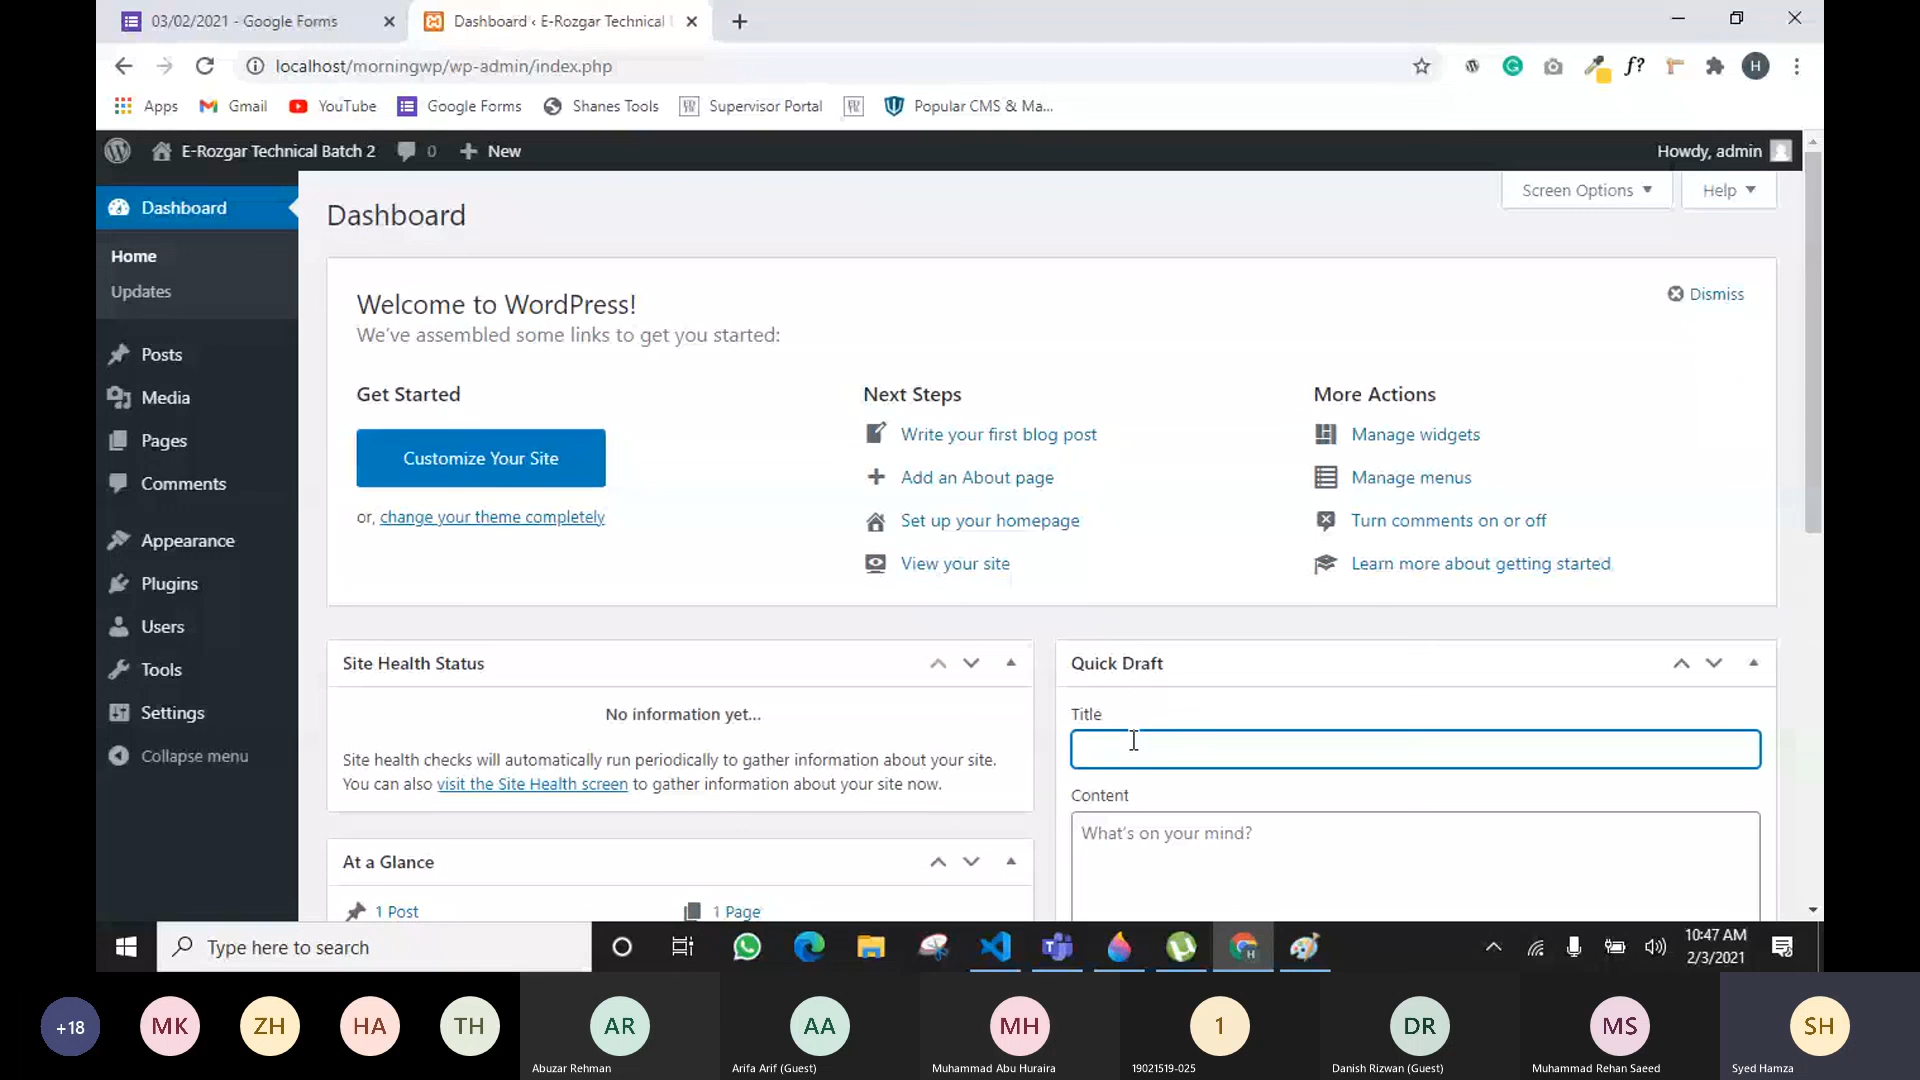 03/02/2021 - Google Forms
Dashboard ‹ E-Rozgar Technical
localhost/morningwp/wp-admin/index.php
f?
H
Apps
Gmail
YouTube
Google Forms
Shanes Tools
Supervisor Portal
Popular CMS & Ma...
E-Rozgar Technical Batch 2
0
New
Howdy, admin
Dashboard
Home
Updates
Posts
Media
Pages
Comments
Appearance
Plugins
Users
Tools
Settings
Collapse menu
Screen Options
Help
Dashboard
Welcome to WordPress!
We've assembled some links to get you started:
Dismiss
Get Started
Customize Your Site
or, change your theme completely
Next Steps
Write your first blog post
Add an About page
Set up your homepage
View your site
More Actions
Manage widgets
Manage menus
Turn comments on or off
Learn more about getting started
Site Health Status
No information yet...
Site health checks will automatically run periodically to gather information about your site.
You can also visit the Site Health screen to gather information about your site now.
At a Glance
1 Post
1 Page
Quick Draft
Title
Content
What's on your mind?
Type here to search
10:47 AM
2/3/2021
+18
MK
ZH
HA
TH
AR
Abuzar Rehman
AA
Arifa Arif (Guest)
MH
Muhammad Abu Huraira
1
19021519-025
DR
Danish Rizwan (Guest)
MS
Muhammad Rehan Saeed
SH
Syed Hamza